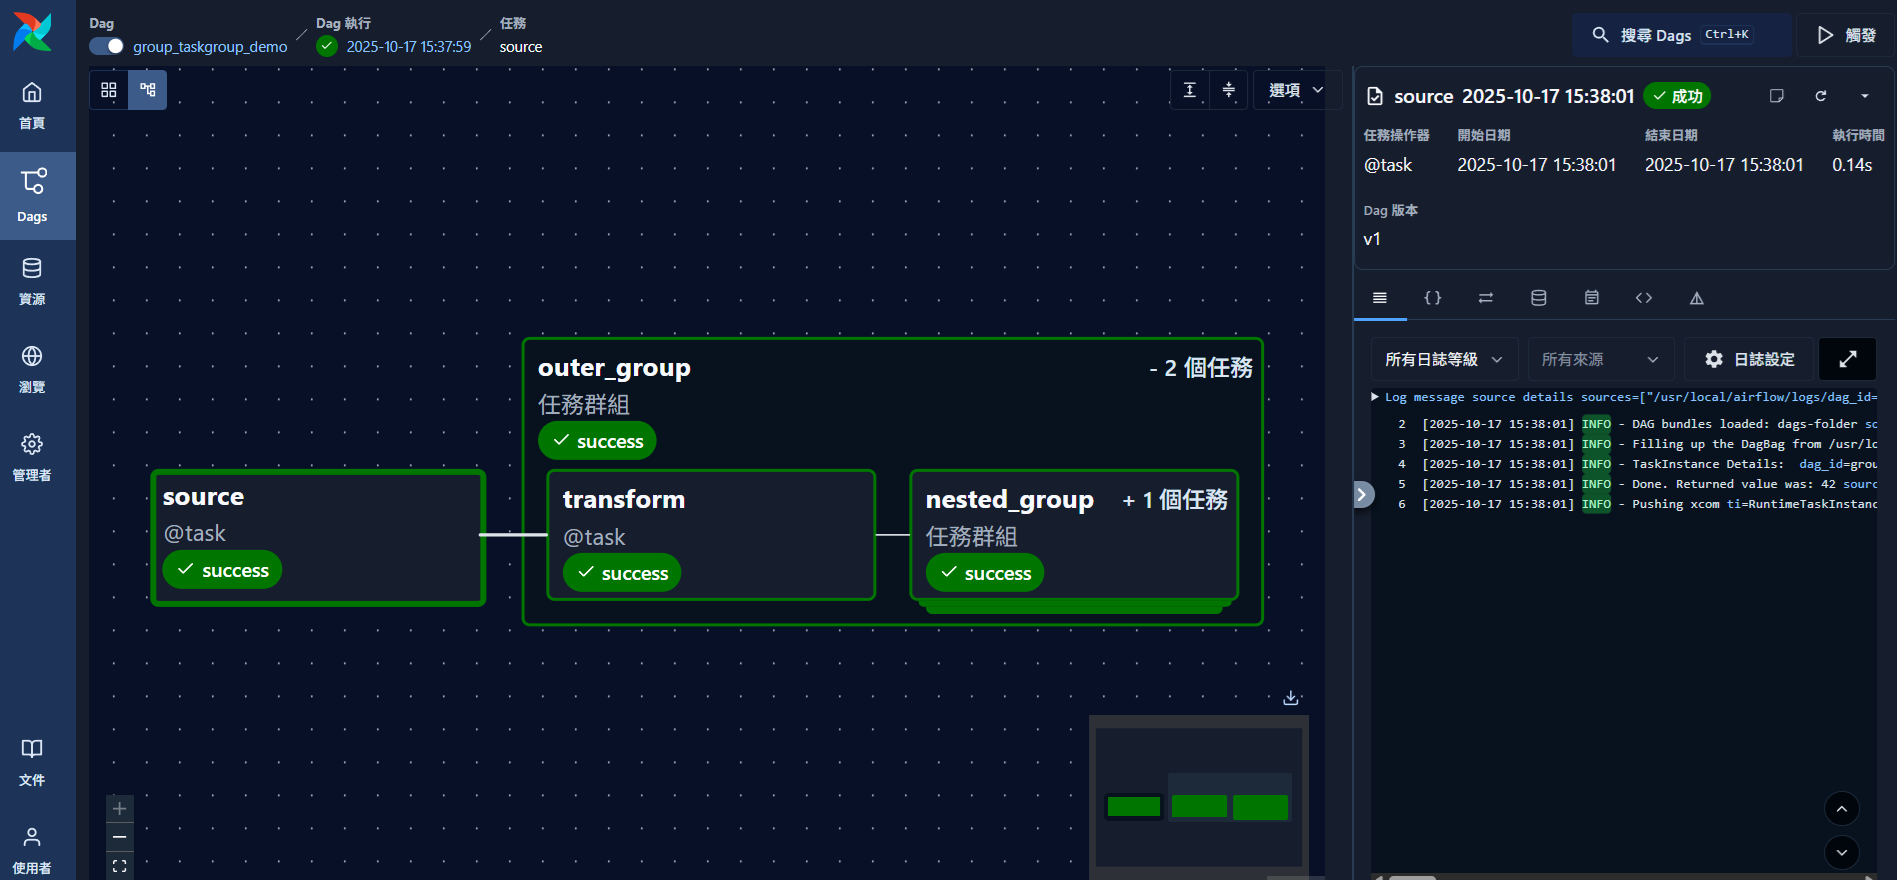 Dag
group_taskgroup_demo
Dag 執行
2025-10-17 15:37:59
任務
source
搜尋 Dags
Ctrl+K
觸發
首頁
Dags
資源
瀏覽
管理者
文件
使用者
選項
outer_group
- 2 個任務
任務群組
success
source
@task
success
transform
@task
success
nested_group
+ 1 個任務
任務群組
success
source 2025-10-17 15:38:01
成功
任務操作器
@task
開始日期
2025-10-17 15:38:01
結束日期
2025-10-17 15:38:01
執行時間
0.14s
Dag 版本
v1
所有日誌等級
所有來源
日誌設定
Log message source details sources=["/usr/local/airflow/logs/dag_id=
2 [2025-10-17 15:38:01] INFO - DAG bundles loaded: dags-folder so
3 [2025-10-17 15:38:01] INFO - Filling up the DagBag from /usr/lo
4 [2025-10-17 15:38:01] INFO - TaskInstance Details: dag_id=grou
5 [2025-10-17 15:38:01] INFO - Done. Returned value was: 42 sourc
6 [2025-10-17 15:38:01] INFO - Pushing xcom ti=RuntimeTaskInstanc